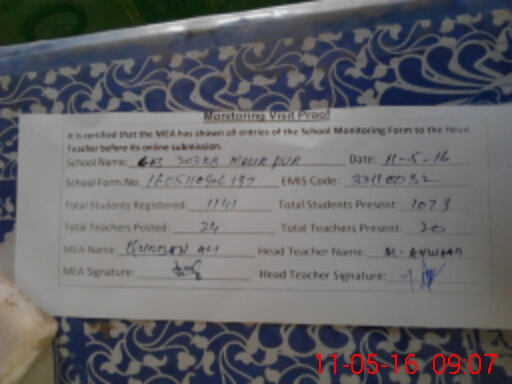 Monitoring Visit Proof
It is certified that the MEA has shown all entries of the School Monitoring Form to the Head
Teacher before its online submission.
School Name: Date: 11-5-16
School Form No: EMIS Code:
Total Students Registered: 1141 Total Students Present: 1073
Total Teachers Posted: 24 Total Teachers Present: 20
MEA Name: ALI Head Teacher Name: M. ANWAAR
MEA Signature: Head Teacher Signature:
11-05-16 09:07